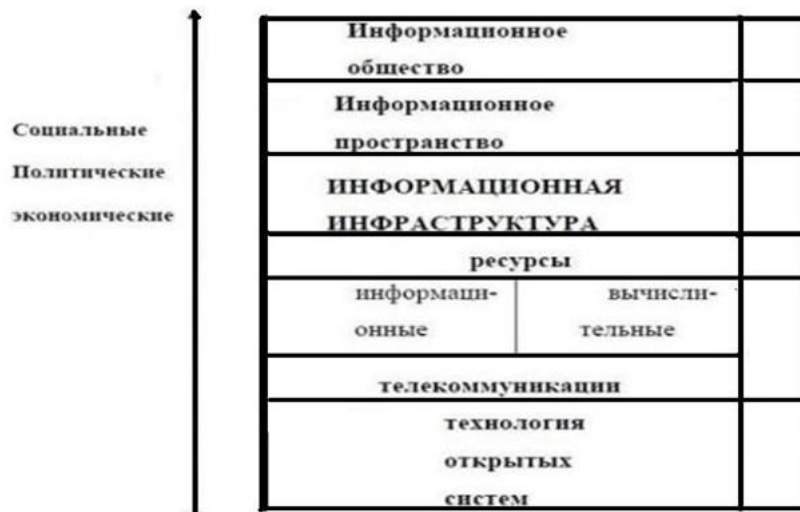 Социальные
Политические
экономические
Информационное
общество
Информационное
пространство
ИНФОРМАЦИОННАЯ
ИНФРАСТРУКТУРА
ресурсы
информаци-
онные
вычисли-
тельные
телекоммуникации
технология
открытых
систем